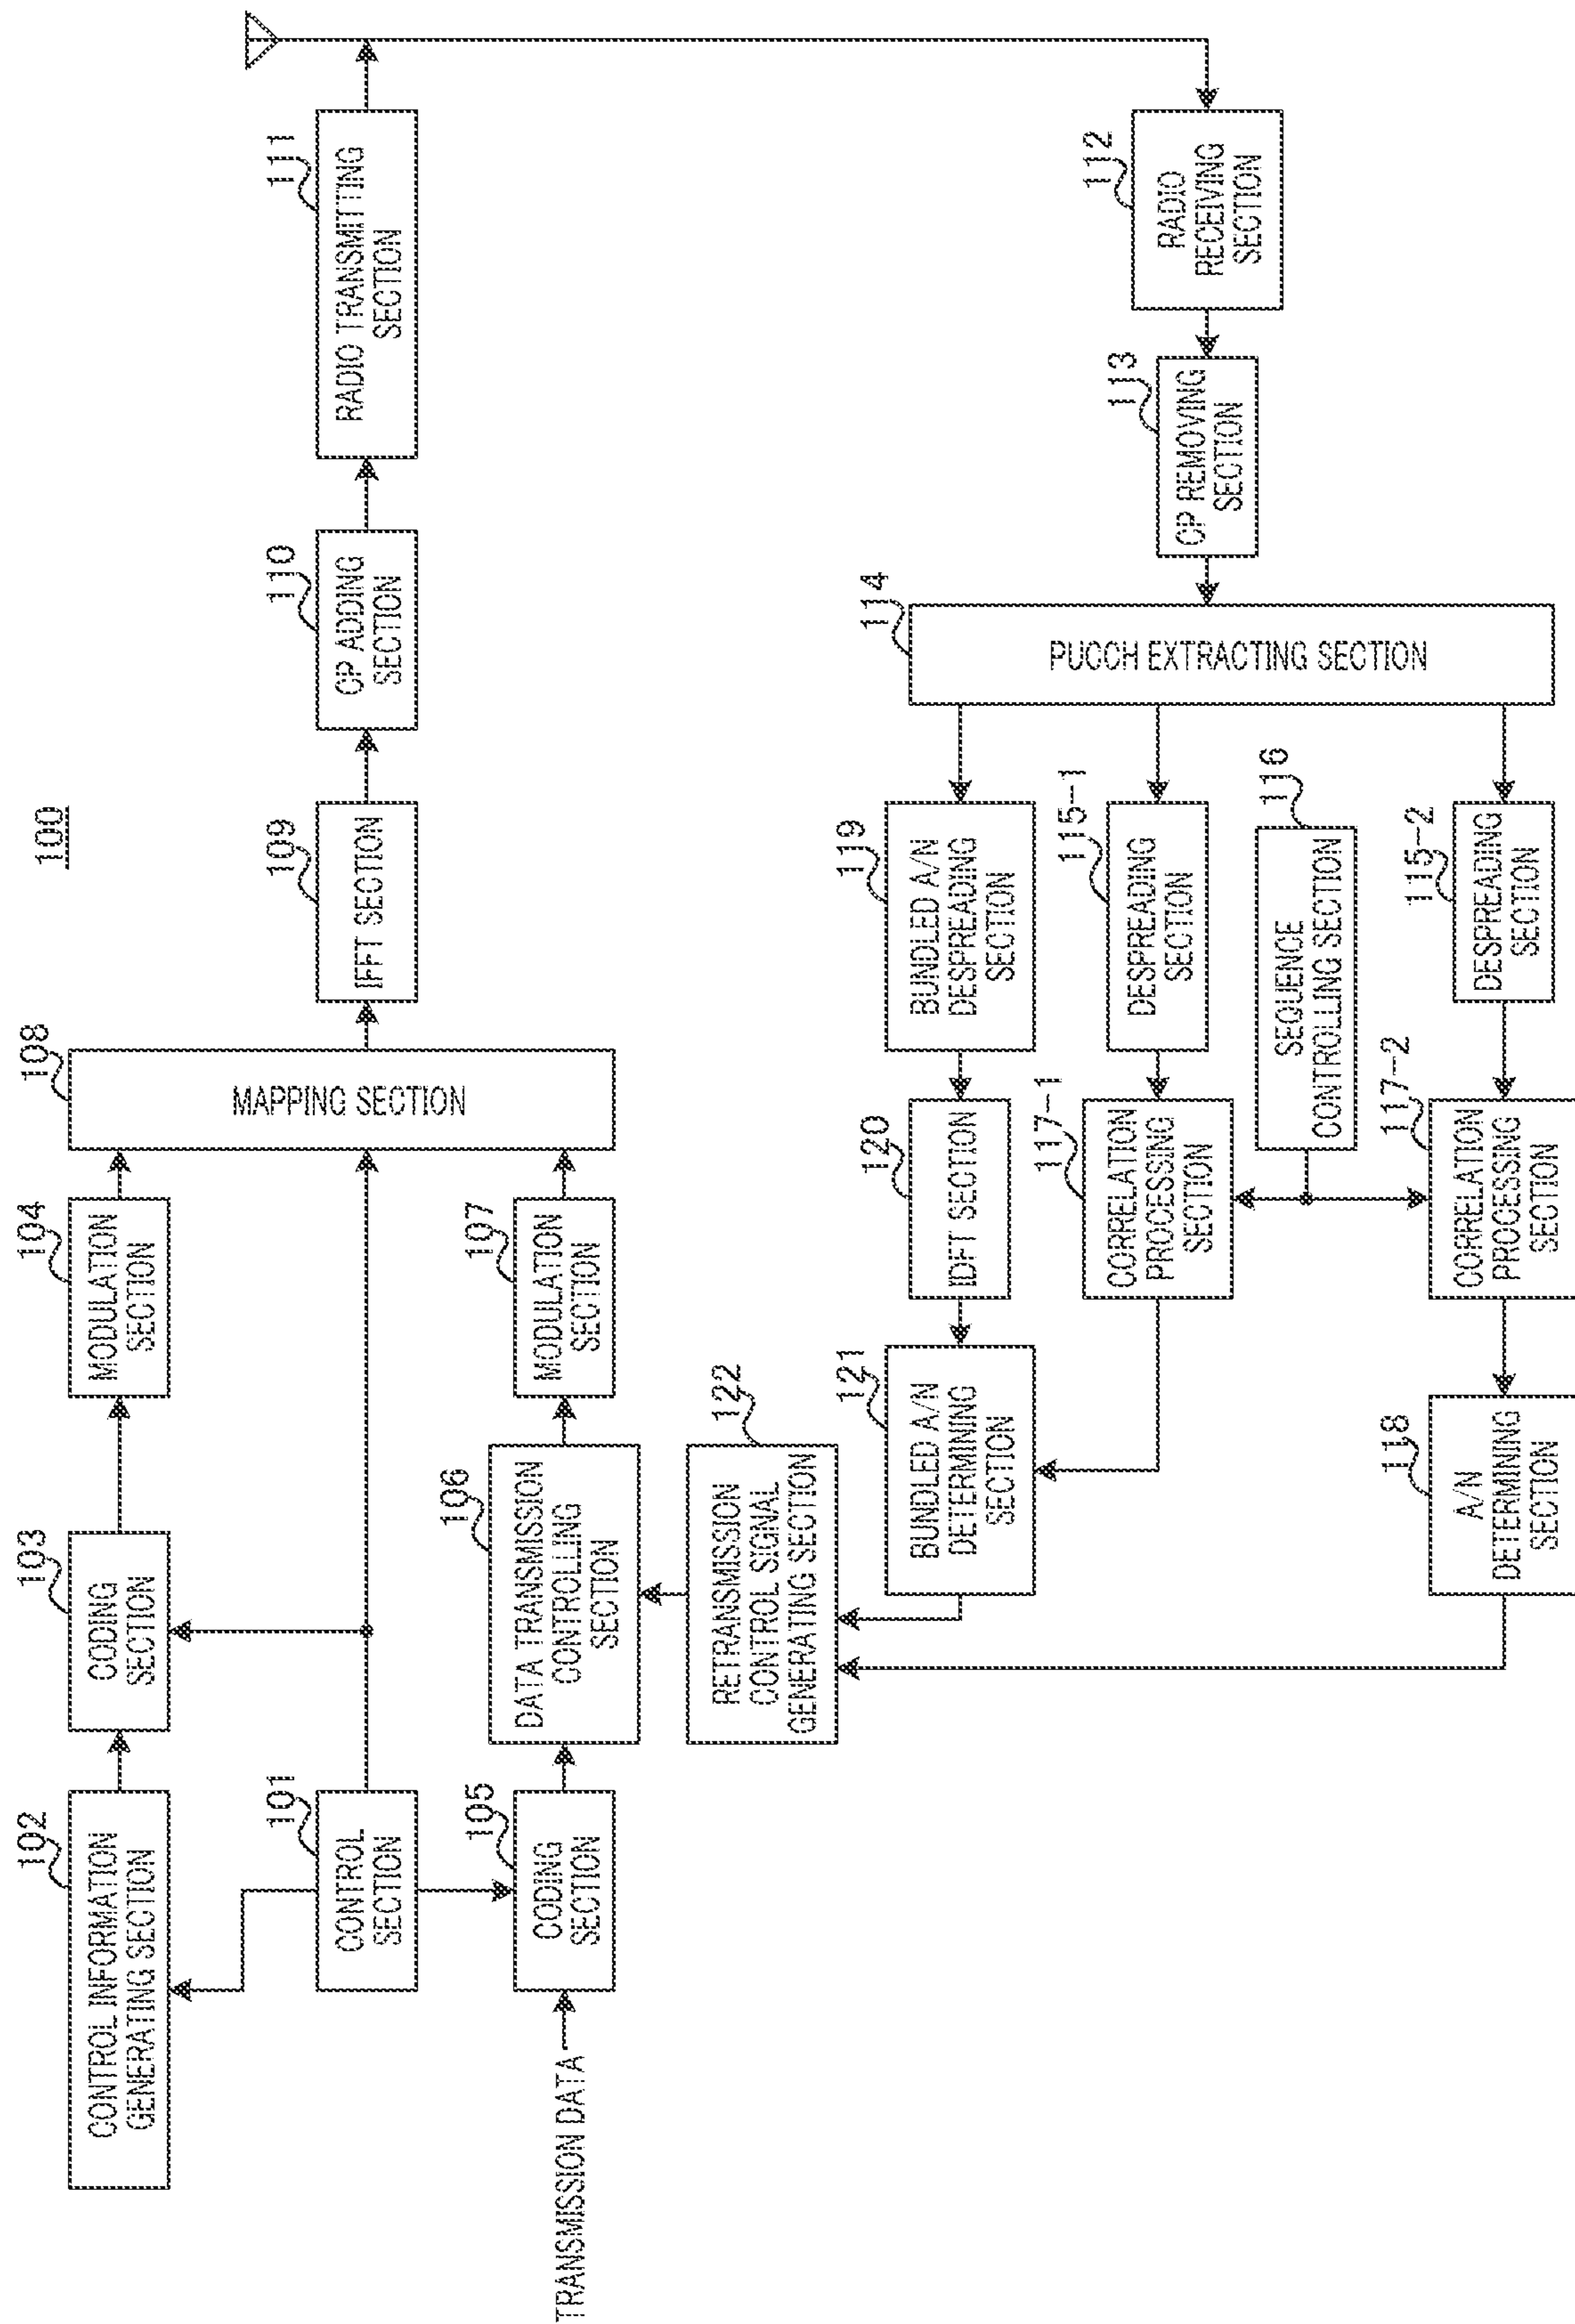 100
102
CONTROL INFORMATION
GENERATING SECTION
103
CODING
SECTION
104
MODULATION
SECTION
108
MAPPING SECTION
109
IFFT SECTION
110
CP ADDING
SECTION
111
RADIO TRANSMITTING
SECTION
101
CONTROL
SECTION
TRANSMISSION DATA
105
CODING
SECTION
106
DATA TRANSMISSION
CONTROLLING
SECTION
107
MODULATION
SECTION
122
RETRANSMISSION
CONTROL SIGNAL
GENERATING SECTION
121
BUNDLED A/N
DETERMINING
SECTION
120
IDFT SECTION
119
BUNDLED A/N
DESPREADING
SECTION
114
PUCCH EXTRACTING SECTION
113
CP REMOVING
SECTION
112
RADIO
RECEIVING
SECTION
117-1
CORRELATION
PROCESSING
SECTION
115-1
DESPREADING
SECTION
116
SEQUENCE
CONTROLLING SECTION
118
A/N
DETERMINING
SECTION
117-2
CORRELATION
PROCESSING
SECTION
115-2
DESPREADING
SECTION